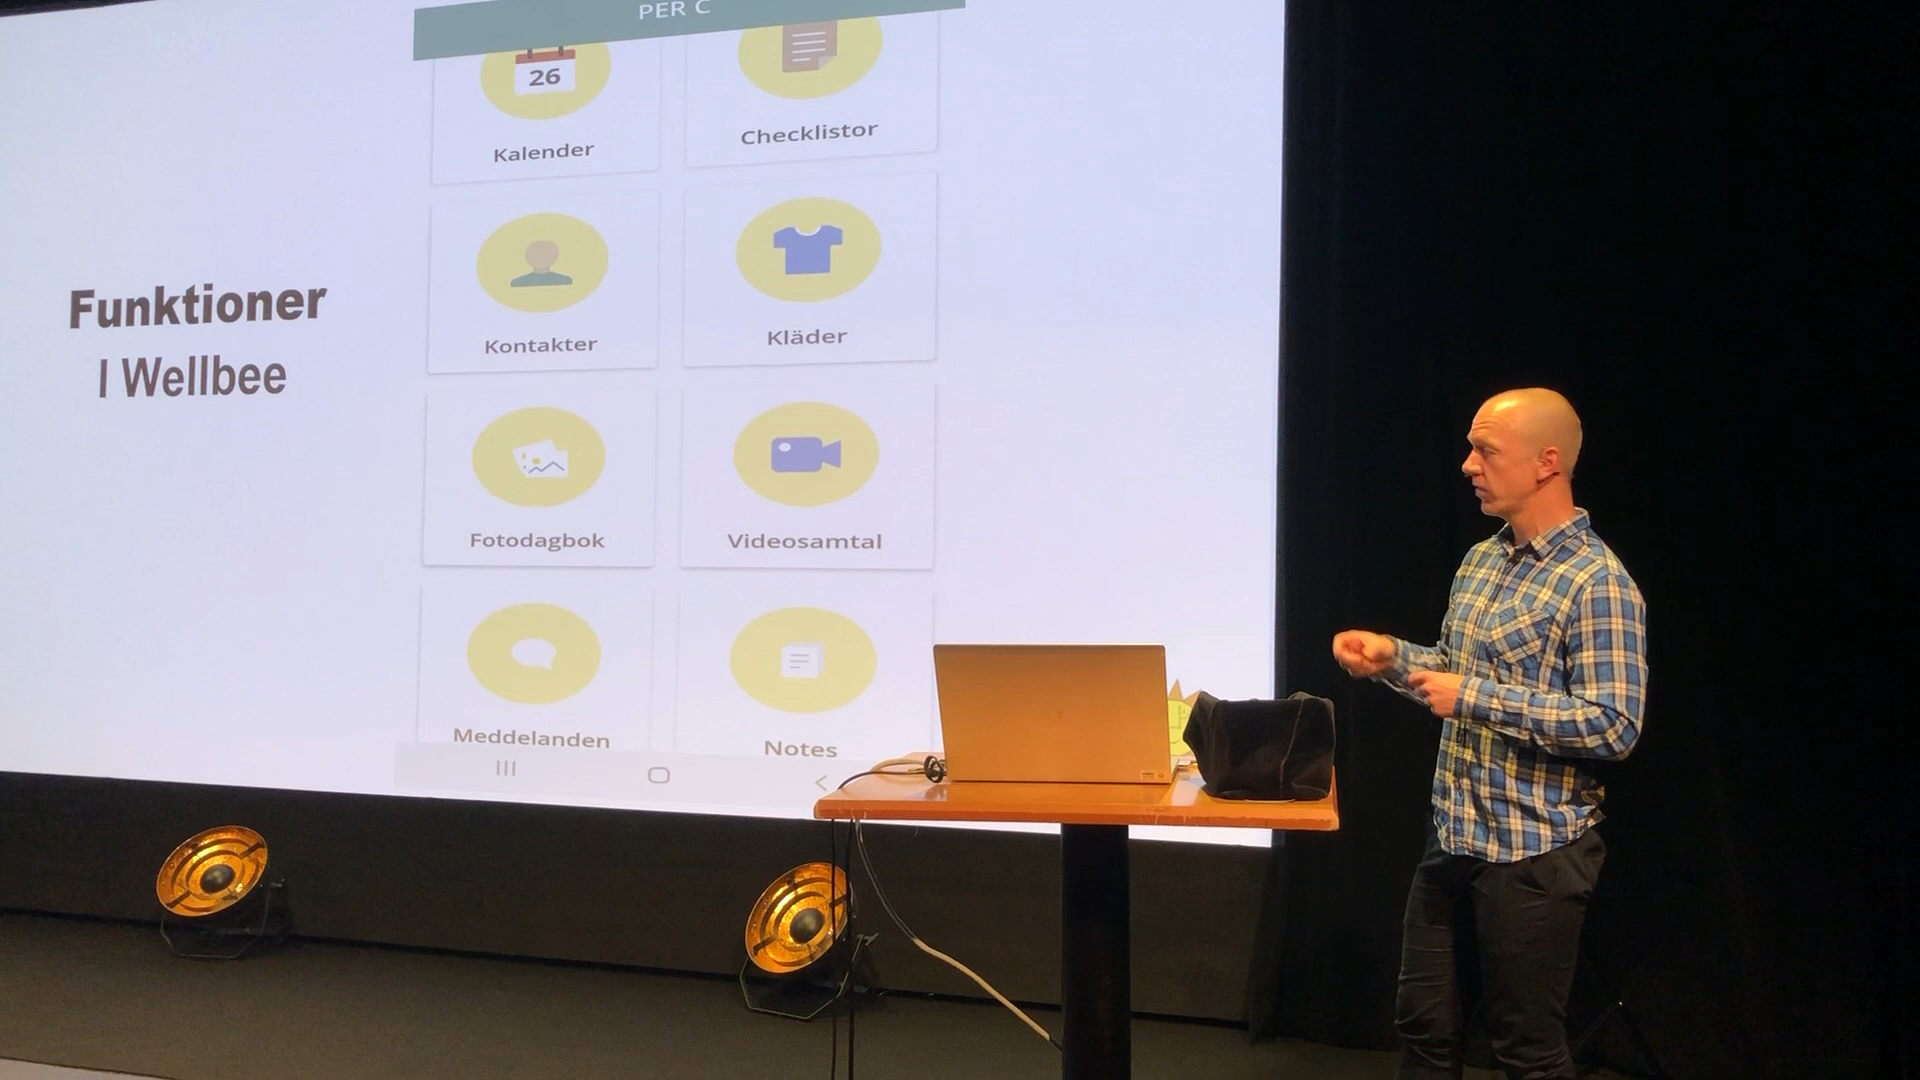 PER C
26
Kalender
Checklistor
Kontakter
Kläder
Funktioner
I Wellbee
Fotodagbok
Videosamtal
Meddelanden
Notes